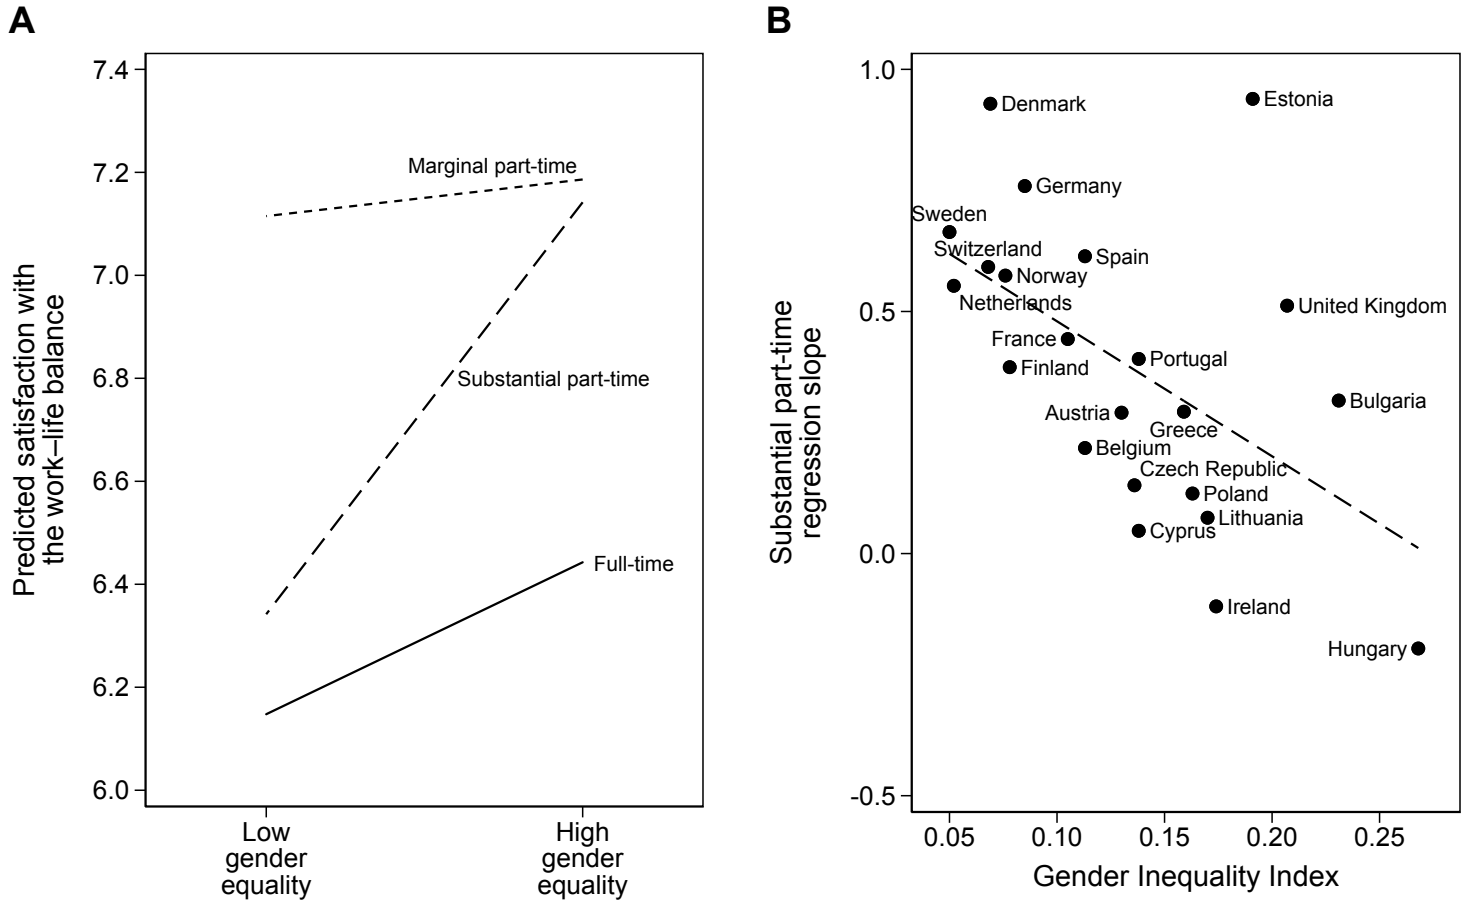 A
Predicted satisfaction with
the work–life balance
7.4
7.2
7.0
6.8
6.6
6.4
6.2
6.0
Marginal part-time
Substantial part-time
Full-time
Low
gender
equality
High
gender
equality
B
Substantial part-time
regression slope
1.0
0.5
0.0
-0.5
Denmark
Estonia
Germany
Sweden
Switzerland
Spain
Norway
Netherlands
United Kingdom
France
Portugal
Finland
Bulgaria
Austria
Greece
Belgium
Czech Republic
Poland
Lithuania
Cyprus
Ireland
Hungary
0.05
0.10
0.15
0.20
0.25
Gender Inequality Index